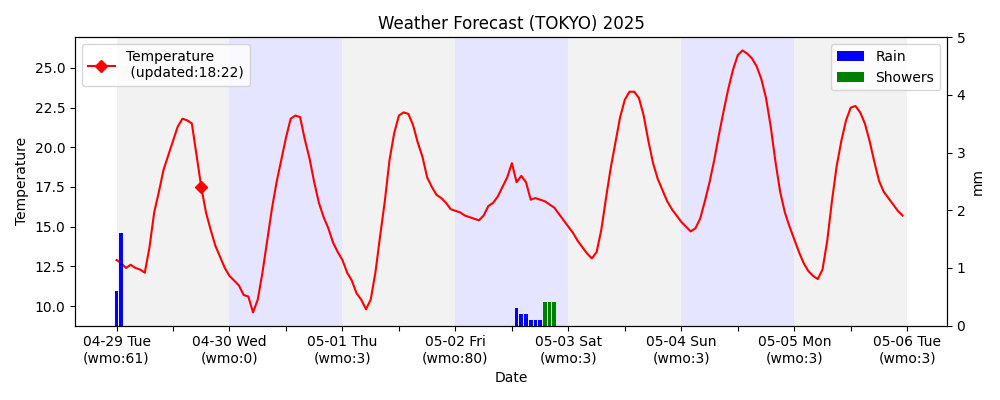 Weather Forecast (TOKYO) 2025
Temperature
(updated:18:22)
Rain
Showers
Temperature
25.0
22.5
20.0
17.5
15.0
12.5
10.0
5
4
3
2
1
0
mm
04-29 Tue
(wmo:61)
04-30 Wed
(wmo:0)
05-01 Thu
(wmo:3)
05-02 Fri
(wmo:80)
05-03 Sat
(wmo:3)
05-04 Sun
(wmo:3)
05-05 Mon
(wmo:3)
05-06 Tue
(wmo:3)
Date